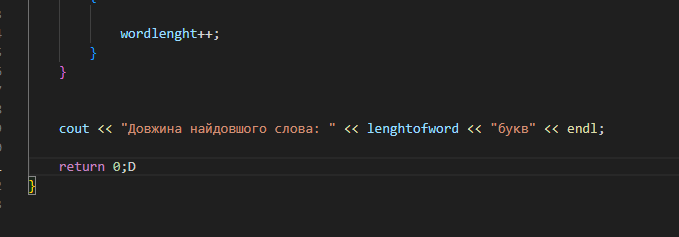 {
wordlenght++;
}
}
cout << "Довжина найдовшого слова: " << lenghtofword << "букв" << endl;
return 0;D
}